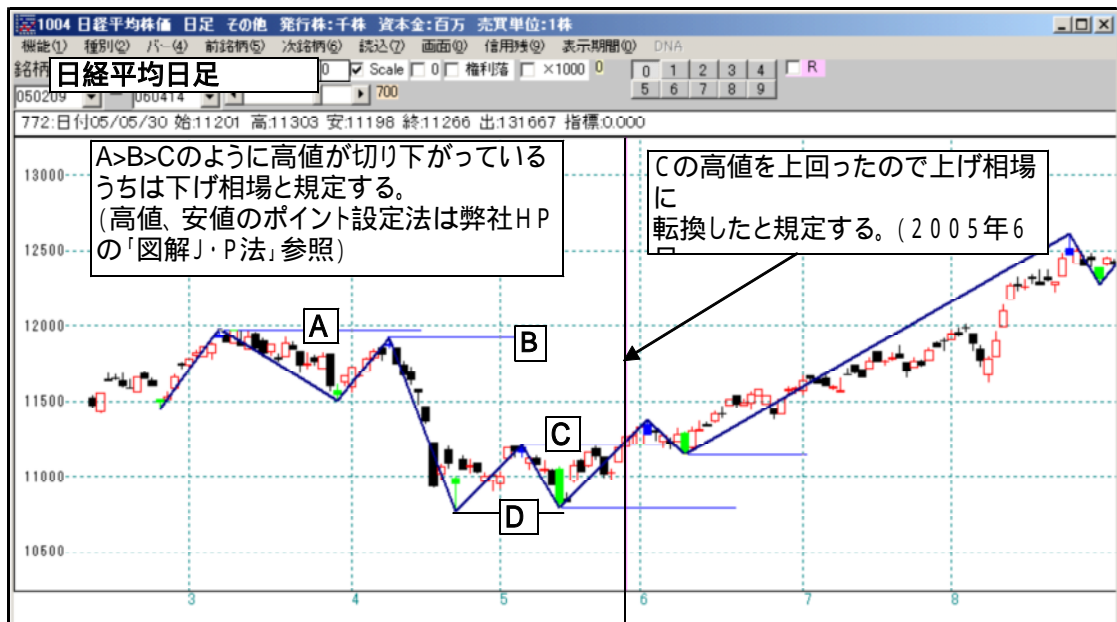 1004 日経平均株価 日足 その他 発行株:千株 資本金:百万 売買単位:1株
機能(1) 種別(2) バー(4) 前銘柄(5) 次銘柄(6) 読込(7) 画面(Q) 信用残(9) 表示期間(0) DNA
銘柄 日経平均日足 0 Scale 0 権利落 ×1000 0 0 1 2 3 4 R
050209 060414 700 5 6 7 8 9
772:日付05/05/30 始:11201 高:11303 安:11198 終:11266 出:131667 指標:0.000
A>B>Cのように高値が切り下がっている
うちは下げ相場と規定する。
(高値、安値のポイント設定法は弊社HP
の「図解J・P法」参照)
Cの高値を上回ったので上げ相場
に
転換したと規定する。(2005年6
13000
12500
12000
11500
11000
10500
A
B
C
D
3 4 5 6 7 8